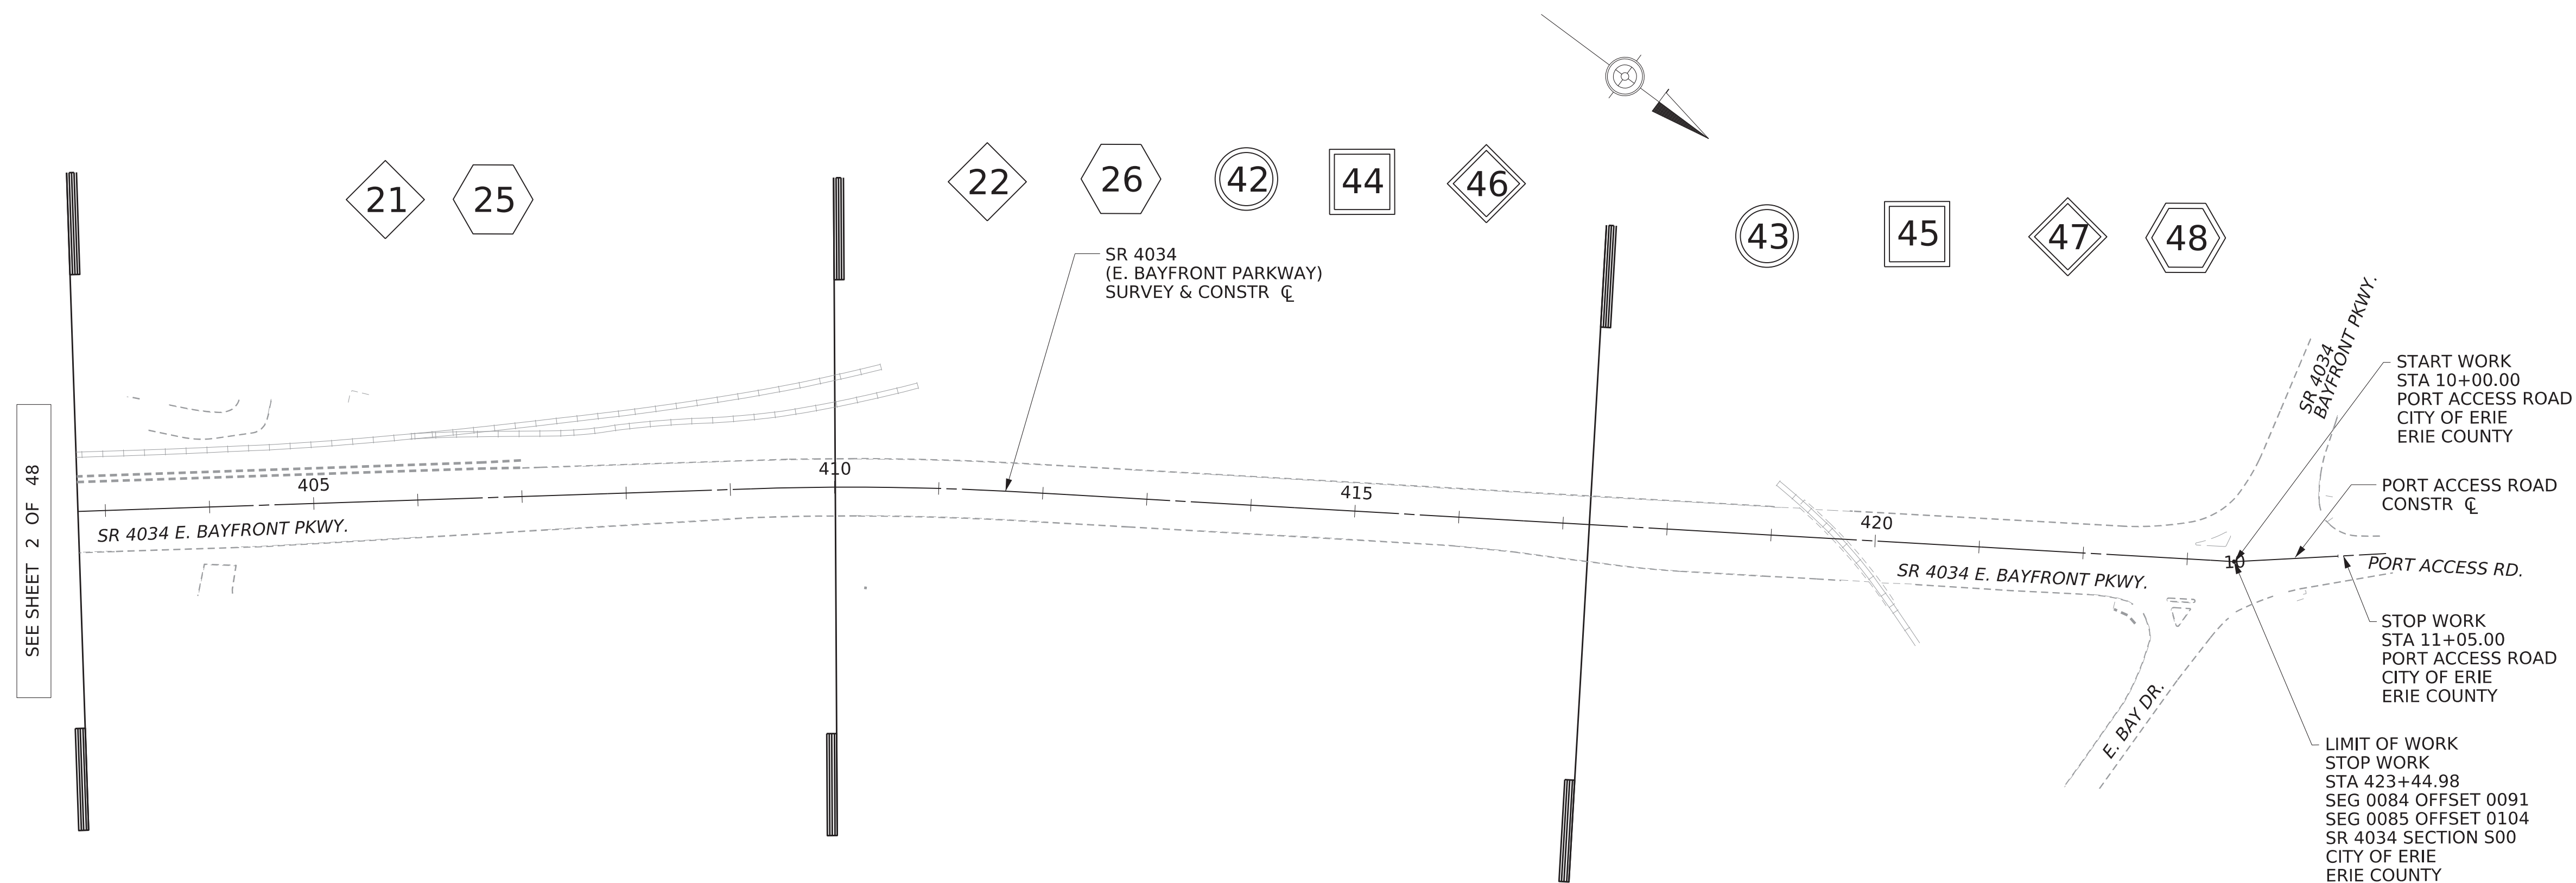 21
25
22
26
42
44
46
43
45
47
48
SR 4034
(E. BAYFRONT PARKWAY)
SURVEY & CONSTR ℄
SEE SHEET 2 OF 48
405
410
415
420
10
SR 4034 E. BAYFRONT PKWY.
SR 4034 E. BAYFRONT PKWY.
SR 4034
BAYFRONT PKWY.
START WORK
STA 10+00.00
PORT ACCESS ROAD
CITY OF ERIE
ERIE COUNTY
PORT ACCESS ROAD
CONSTR ℄
PORT ACCESS RD.
STOP WORK
STA 11+05.00
PORT ACCESS ROAD
CITY OF ERIE
ERIE COUNTY
E. BAY DR.
LIMIT OF WORK
STOP WORK
STA 423+44.98
SEG 0084 OFFSET 0091
SEG 0085 OFFSET 0104
SR 4034 SECTION S00
CITY OF ERIE
ERIE COUNTY